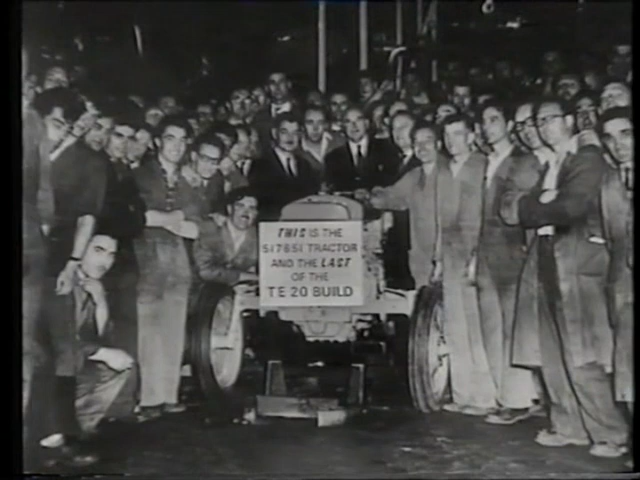 THIS IS THE
517651 TRACTOR
AND THE LAST
OF THE
TE 20 BUILD